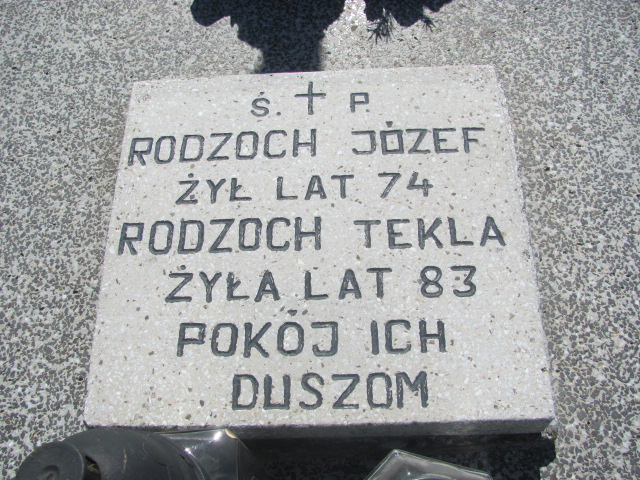 Ś. † P.
RODZOCH JÓZEF
ŻYŁ LAT 74
RODZOCH TEKLA
ŻYŁA LAT 83
POKÓJ ICH
DUSZOM